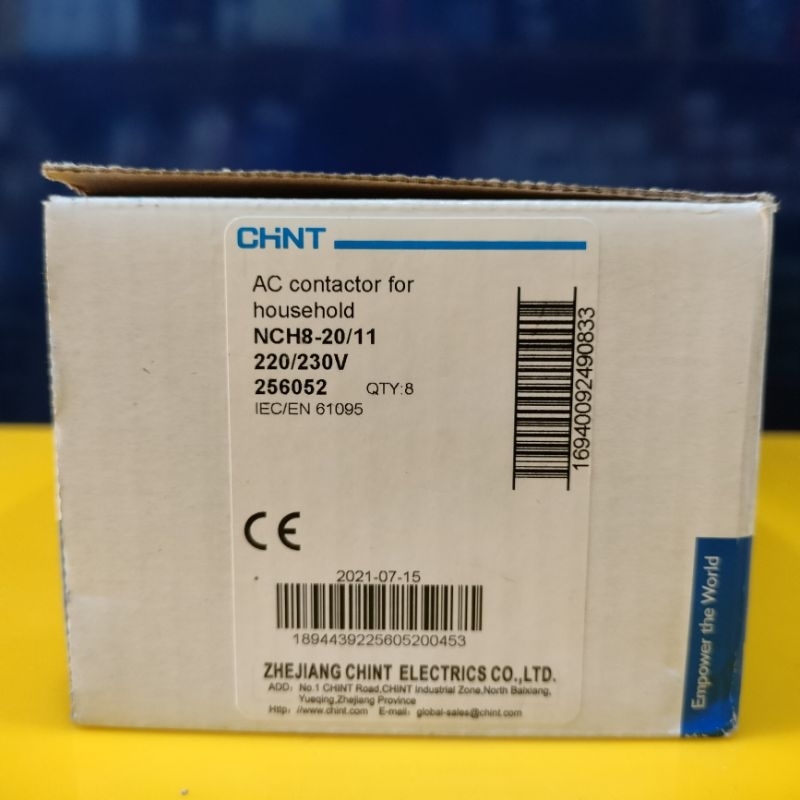 CHINT
AC contactor for
household
NCH8-20/11
220/230V
256052 QTY:8
IEC/EN 61095
16940092490833
CE
2021-07-15
1894439225605200453
ZHEJIANG CHINT ELECTRICS CO.,LTD.
ADD: No.1 CHINT Road,CHINT Industrial Zone,North Baixiang,
Yueqing,Zhejiang Province
Http: //www.chint.com E-mail: global-sales@chint.com
Empower the World